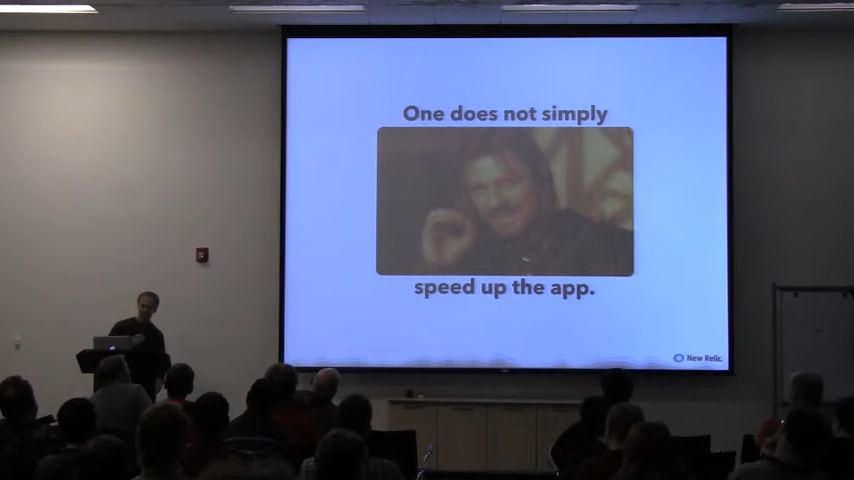 One does not simply
speed up the app.
New Relic.